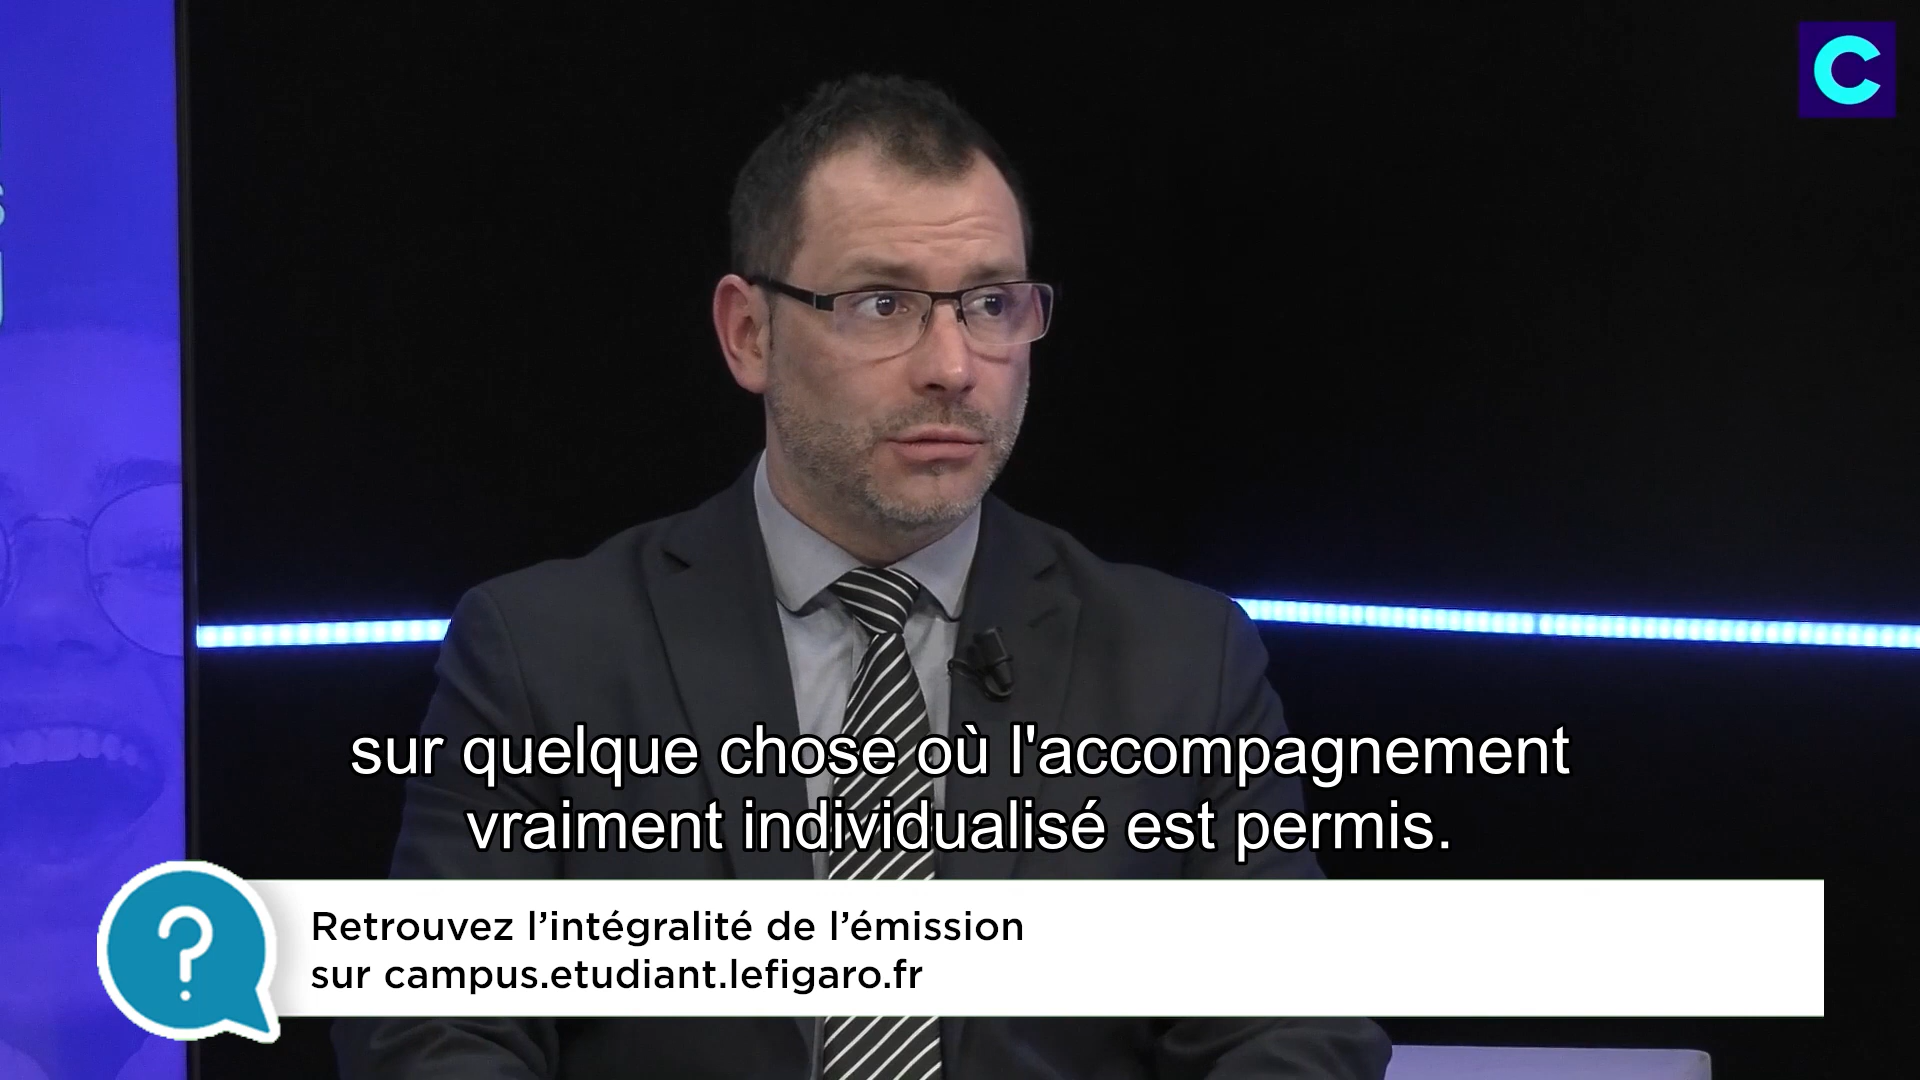 C
sur quelque chose où l'accompagnement
vraiment individualisé est permis.
?
Retrouvez l’intégralité de l’émission
sur campus.etudiant.lefigaro.fr